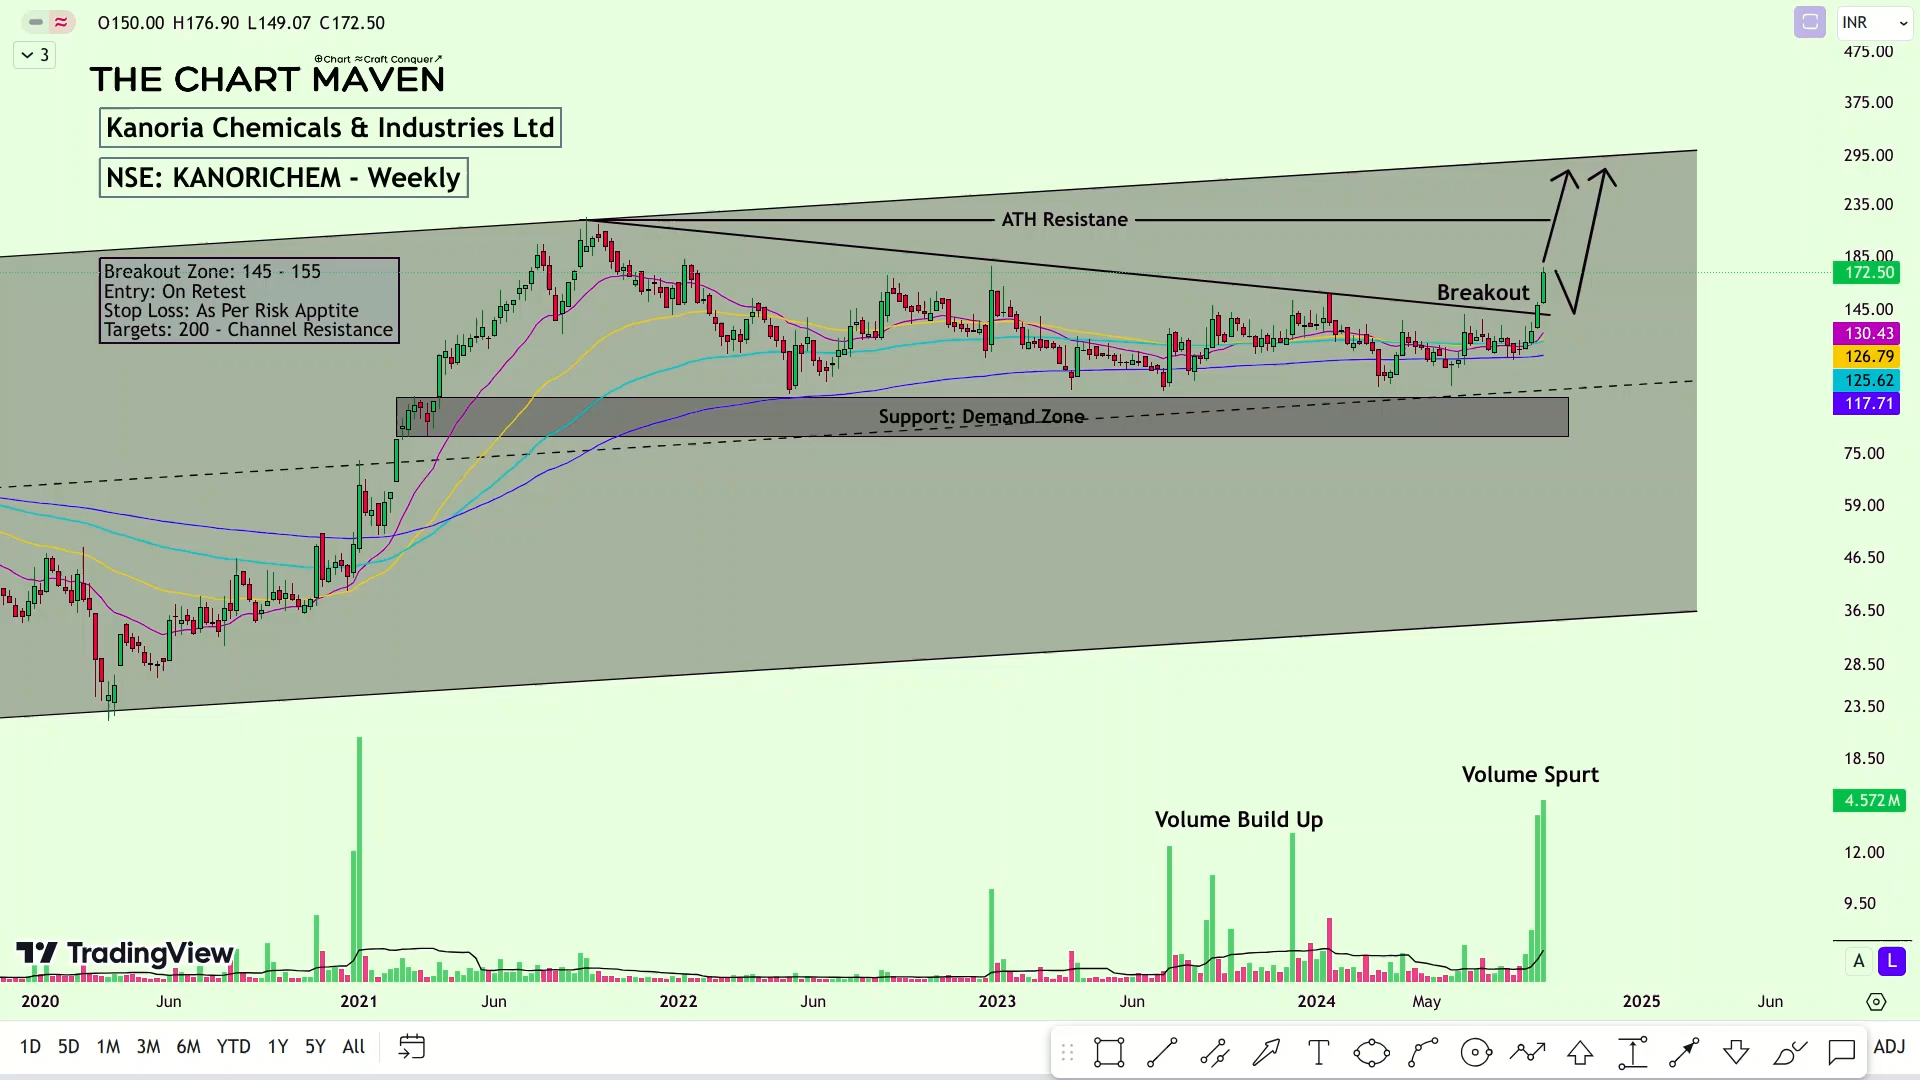 O150.00 H176.90 L149.07 C172.50
INR
3
⊕Chart ≈Craft Conquer↗
THE CHART MAVEN
Kanoria Chemicals & Industries Ltd
NSE: KANORICHEM - Weekly
475.00
375.00
295.00
235.00
185.00
172.50
145.00
130.43
126.79
125.62
117.71
75.00
59.00
46.50
36.50
28.50
23.50
18.50
4.572 M
12.00
9.50
ATH Resistane
Breakout Zone: 145 - 155
Entry: On Retest
Stop Loss: As Per Risk Apptite
Targets: 200 - Channel Resistance
Breakout
Support: Demand Zone
Volume Spurt
Volume Build Up
TradingView
A L
2020 Jun 2021 Jun 2022 Jun 2023 Jun 2024 May 2025 Jun
1D 5D 1M 3M 6M YTD 1Y 5Y All
T
ADJ